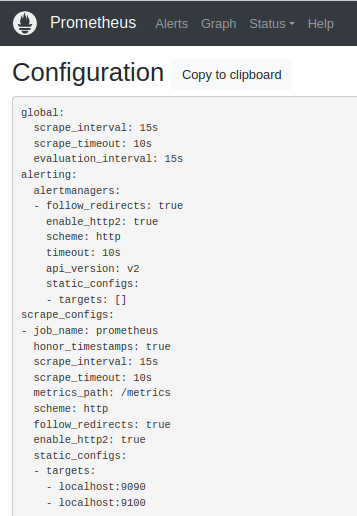 Prometheus Alerts Graph Status Help
Configuration Copy to clipboard
global:
  scrape_interval: 15s
  scrape_timeout: 10s
  evaluation_interval: 15s
alerting:
  alertmanagers:
  - follow_redirects: true
    enable_http2: true
    scheme: http
    timeout: 10s
    api_version: v2
    static_configs:
    - targets: []
scrape_configs:
- job_name: prometheus
  honor_timestamps: true
  scrape_interval: 15s
  scrape_timeout: 10s
  metrics_path: /metrics
  scheme: http
  follow_redirects: true
  enable_http2: true
  static_configs:
  - targets:
    - localhost:9090
    - localhost:9100